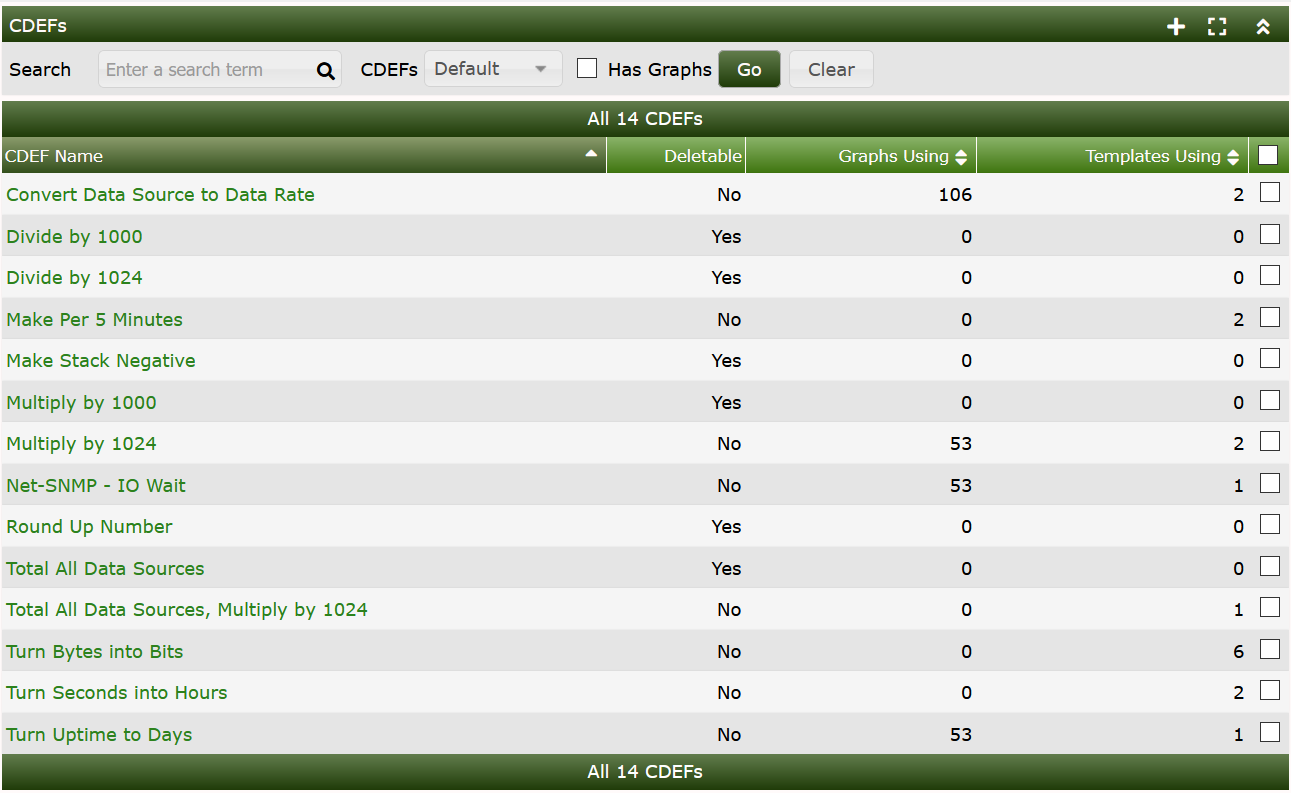 CDEFs
Search Enter a search term CDEFs Default Has Graphs Go Clear
All 14 CDEFs
CDEF Name Deletable Graphs Using Templates Using
Convert Data Source to Data Rate No 106 2
Divide by 1000 Yes 0 0
Divide by 1024 Yes 0 0
Make Per 5 Minutes No 0 2
Make Stack Negative Yes 0 0
Multiply by 1000 Yes 0 0
Multiply by 1024 No 53 2
Net-SNMP - IO Wait No 53 1
Round Up Number Yes 0 0
Total All Data Sources Yes 0 0
Total All Data Sources, Multiply by 1024 No 0 1
Turn Bytes into Bits No 0 6
Turn Seconds into Hours No 0 2
Turn Uptime to Days No 53 1
All 14 CDEFs